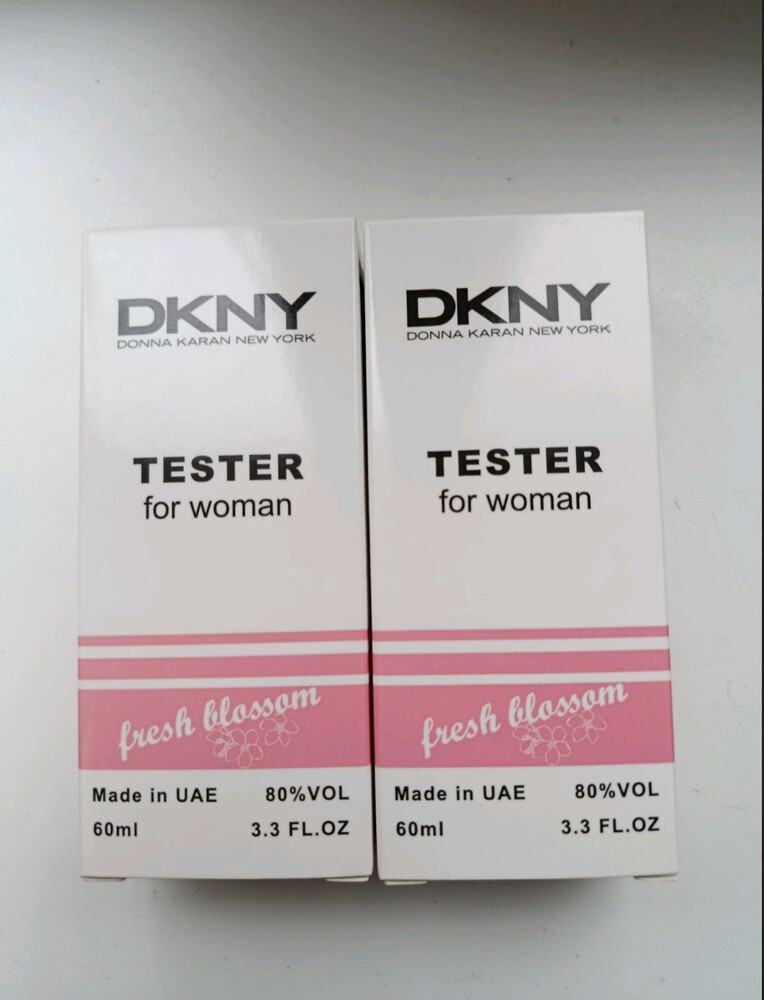 DKNY
DONNA KARAN NEW YORK
TESTER
for woman
fresh blossom
Made in UAE 80%VOL
60ml 3.3 FL.OZ
DKNY
DONNA KARAN NEW YORK
TESTER
for woman
fresh blossom
Made in UAE 80%VOL
60ml 3.3 FL.OZ